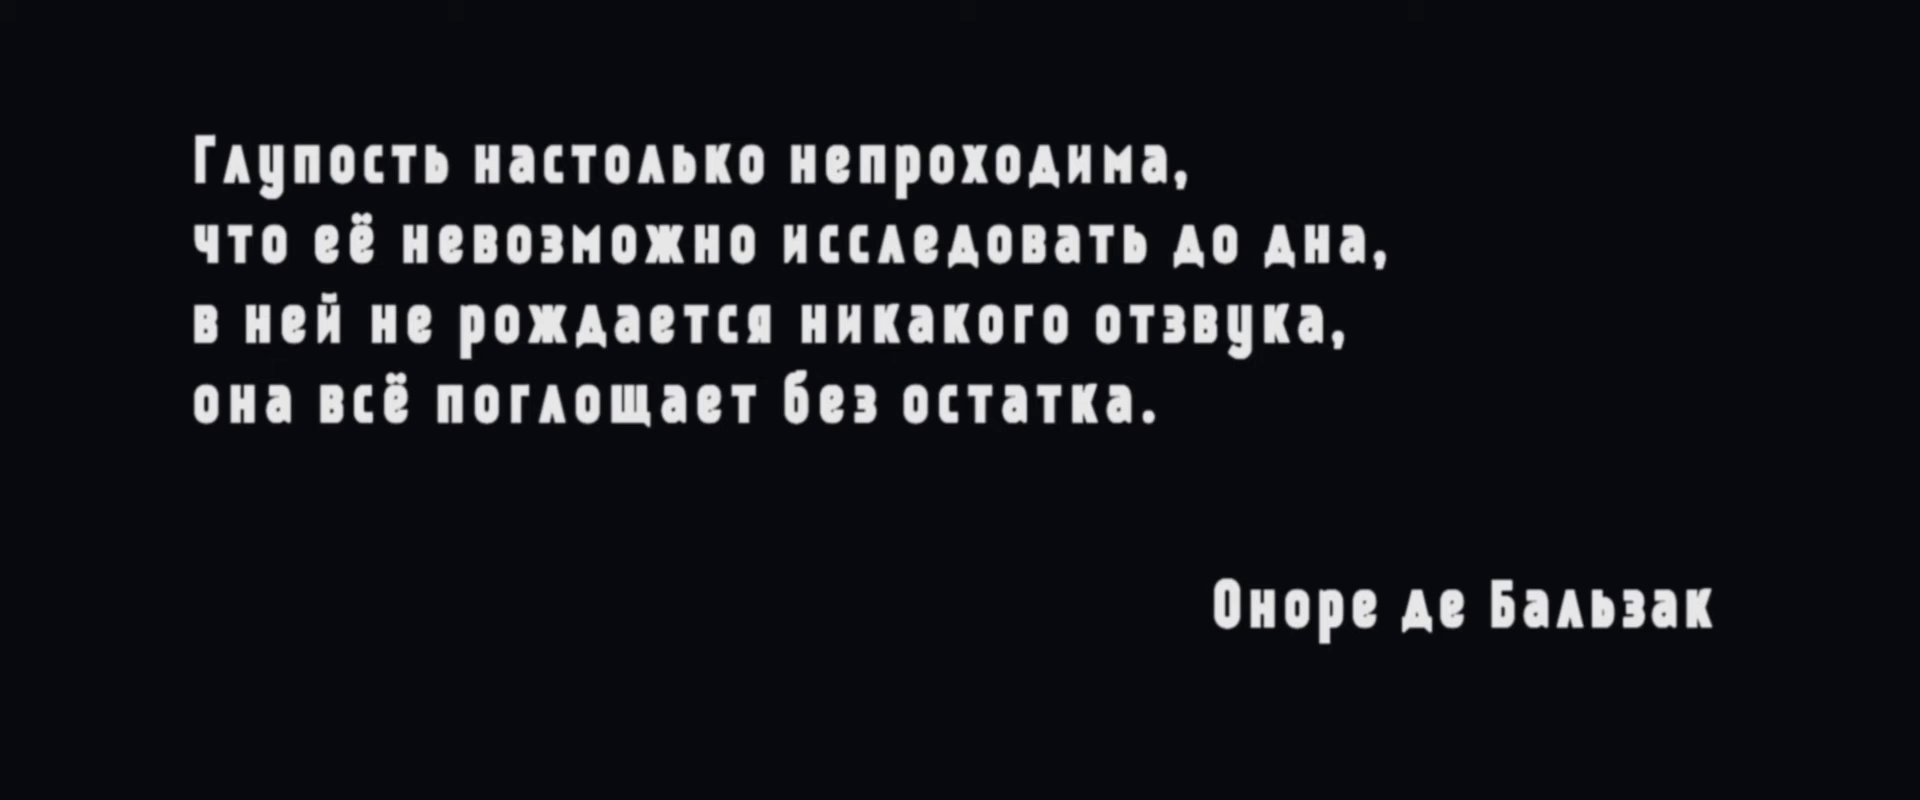 Глупость настолько непроходима,
что её невозможно исследовать до дна,
в ней не рождается никакого отзвука,
она всё поглощает без остатка.
Оноре де Бальзак